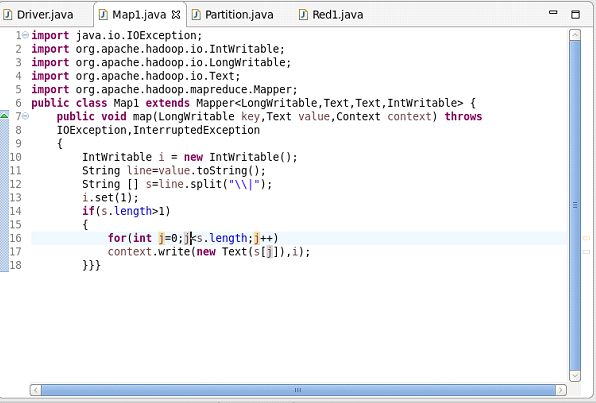 Driver.java Map1.java Partition.java Red1.java
1 import java.io.IOException;
2 import org.apache.hadoop.io.IntWritable;
3 import org.apache.hadoop.io.LongWritable;
4 import org.apache.hadoop.io.Text;
5 import org.apache.hadoop.mapreduce.Mapper;
6 public class Map1 extends Mapper<LongWritable,Text,Text,IntWritable> {
7 public void map(LongWritable key,Text value,Context context) throws
8 IOException,InterruptedException
9 {
10 IntWritable i = new IntWritable();
11 String line=value.toString();
12 String [] s=line.split("\\|");
13 i.set(1);
14 if(s.length>1)
15 {
16 for(int j=0;j<s.length;j++)
17 context.write(new Text(s[j]),i);
18 }}}